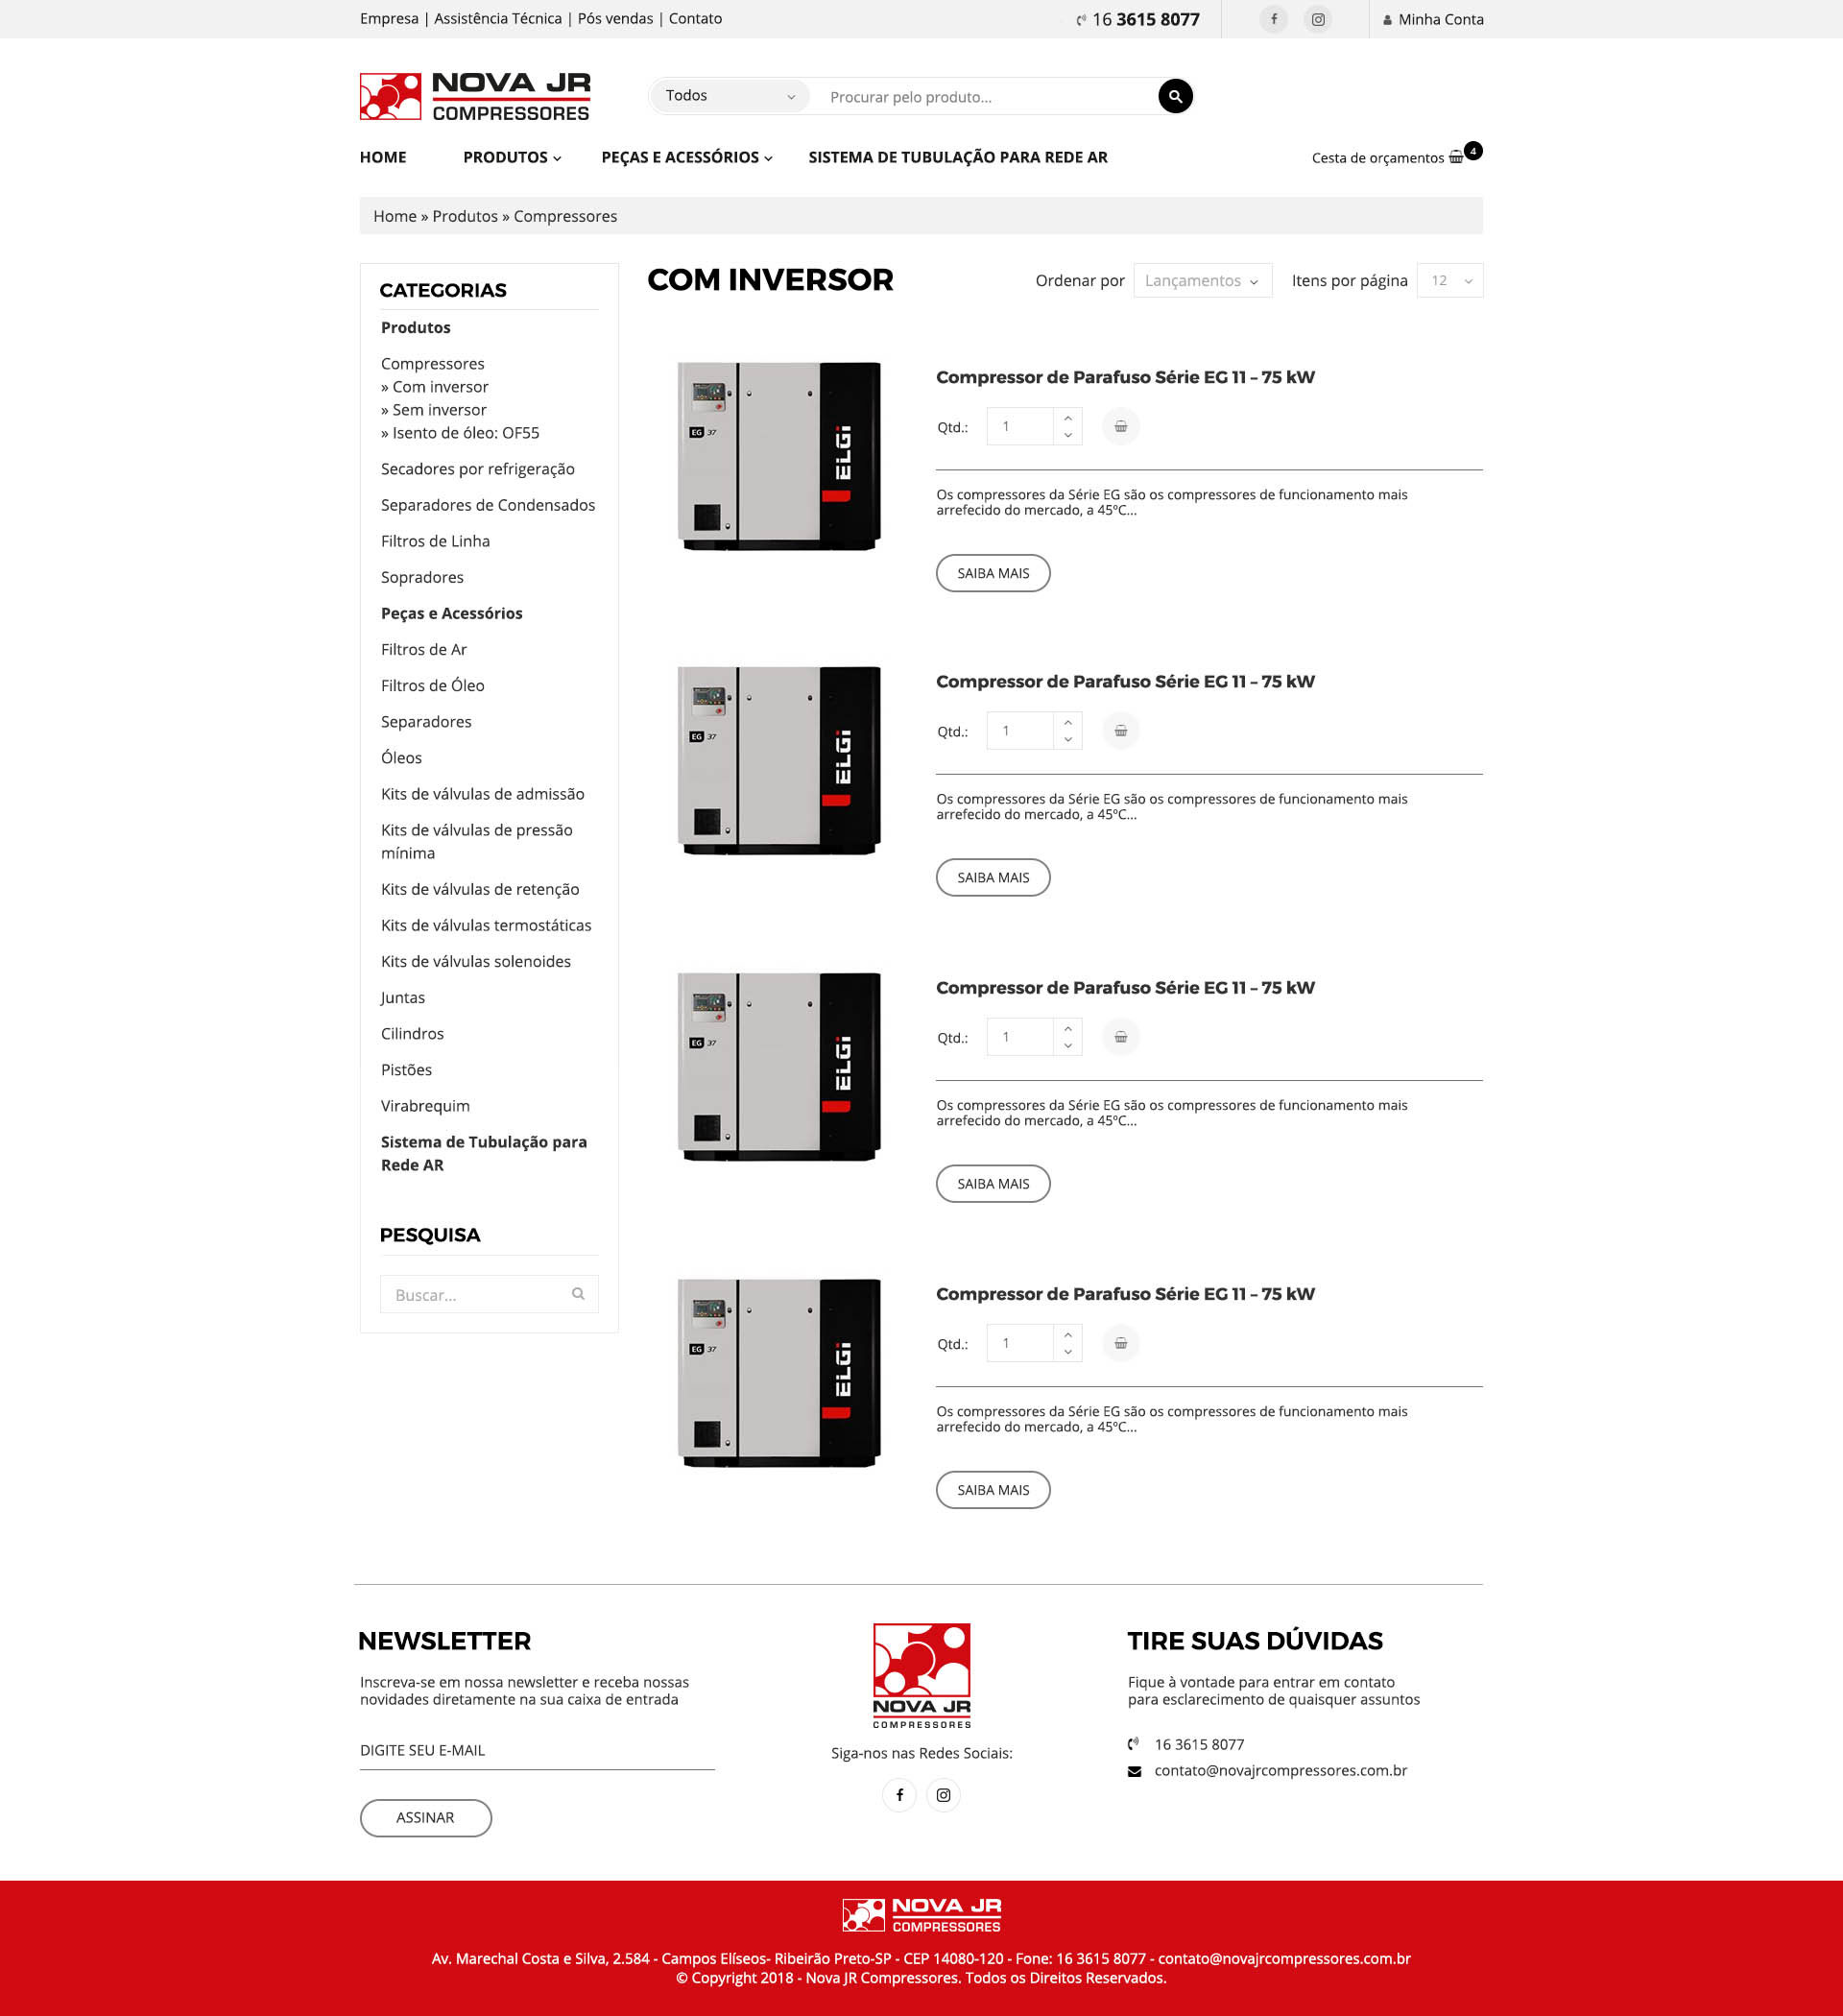 Empresa | Assistência Técnica | Pós vendas | Contato
16 3615 8077
Minha Conta
NOVA JR
COMPRESSORES
Todos
Procurar pelo produto...
HOME
PRODUTOS
PEÇAS E ACESSÓRIOS
SISTEMA DE TUBULAÇÃO PARA REDE AR
Cesta de orçamentos
4
Home » Produtos » Compressores
CATEGORIAS
Produtos
Compressores
» Com inversor
» Sem inversor
» Isento de óleo: OF55
Secadores por refrigeração
Separadores de Condensados
Filtros de Linha
Sopradores
Peças e Acessórios
Filtros de Ar
Filtros de Óleo
Separadores
Óleos
Kits de válvulas de admissão
Kits de válvulas de pressão
mínima
Kits de válvulas de retenção
Kits de válvulas termostáticas
Kits de válvulas solenoides
Juntas
Cilindros
Pistões
Virabrequim
Sistema de Tubulação para
Rede AR
PESQUISA
Buscar...
COM INVERSOR
Ordenar por
Lançamentos
Itens por página
12
EG 37
ELGi
Compressor de Parafuso Série EG 11 – 75 kW
Qtd.:
1
Os compressores da Série EG são os compressores de funcionamento mais
arrefecido do mercado, a 45ºC...
SAIBA MAIS
EG 37
ELGi
Compressor de Parafuso Série EG 11 – 75 kW
Qtd.:
1
Os compressores da Série EG são os compressores de funcionamento mais
arrefecido do mercado, a 45ºC...
SAIBA MAIS
EG 37
ELGi
Compressor de Parafuso Série EG 11 – 75 kW
Qtd.:
1
Os compressores da Série EG são os compressores de funcionamento mais
arrefecido do mercado, a 45ºC...
SAIBA MAIS
EG 37
ELGi
Compressor de Parafuso Série EG 11 – 75 kW
Qtd.:
1
Os compressores da Série EG são os compressores de funcionamento mais
arrefecido do mercado, a 45ºC...
SAIBA MAIS
NEWSLETTER
Inscreva-se em nossa newsletter e receba nossas
novidades diretamente na sua caixa de entrada
DIGITE SEU E-MAIL
ASSINAR
NOVA JR
COMPRESSORES
Siga-nos nas Redes Sociais:
TIRE SUAS DÚVIDAS
Fique à vontade para entrar em contato
para esclarecimento de quaisquer assuntos
16 3615 8077
contato@novajrcompressores.com.br
NOVA JR
COMPRESSORES
Av. Marechal Costa e Silva, 2.584 - Campos Elíseos- Ribeirão Preto-SP - CEP 14080-120 - Fone: 16 3615 8077 - contato@novajrcompressores.com.br
© Copyright 2018 - Nova JR Compressores. Todos os Direitos Reservados.